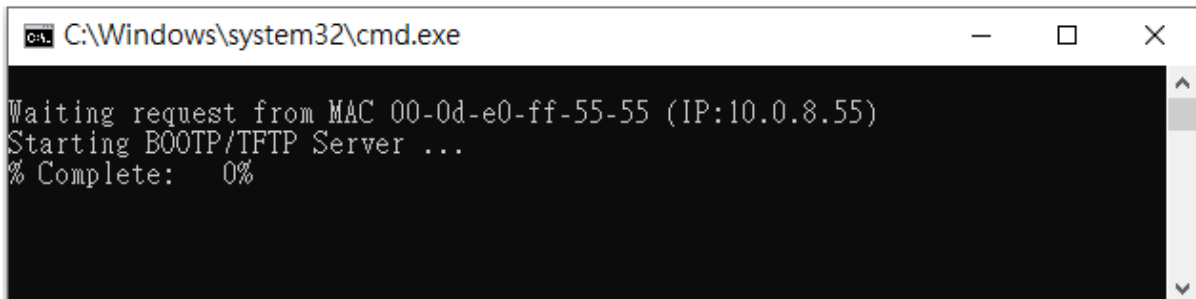 C:\Windows\system32\cmd.exe
Waiting request from MAC 00-0d-e0-ff-55-55 (IP:10.0.8.55)
Starting BOOTP/TFTP Server ...
% Complete:   0%